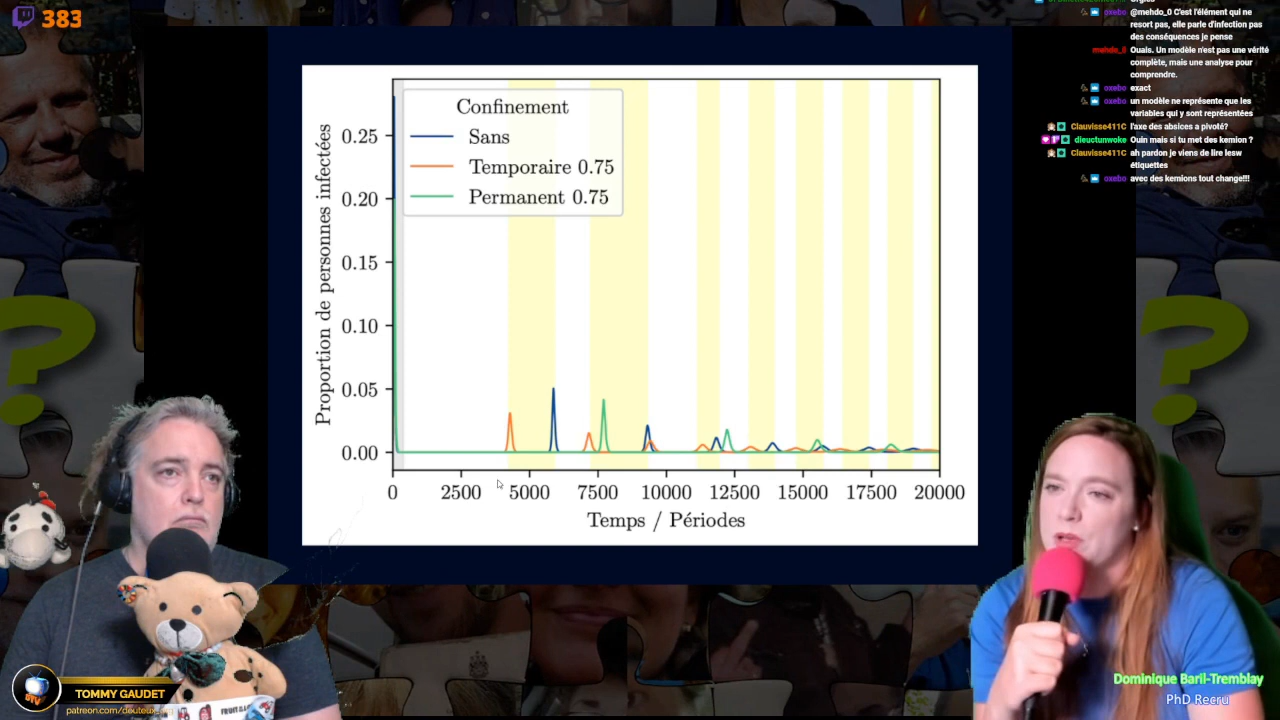 383
Confinement
Sans
Temporaire 0.75
Permanent 0.75
Proportion de personnes infectées
0.25
0.20
0.15
0.10
0.05
0.00
0 2500 5000 7500 10000 12500 15000 17500 20000
Temps / Périodes
oxebo @mehdo_0 C'est l'élément qui ne
resort pas, elle parle d'infection pas
des conséquences je pense
mehdo_0 Ouais. Un modèle n'est pas une vérité
complète, mais une analyse pour
comprendre.
oxebo exact
oxebo un modèle ne représente que les
variables qui y sont représentées
Clauvisse411C l'axe des absices a pivoté?
dieuctunwoke Ouin mais si tu met des kemion ?
Clauvisse411C ah pardon je viens de lire lesw
étiquettes
oxebo avec des kemions tout change!!!
TOMMY GAUDET
Dominique Baril-Tremblay
PhD Recru